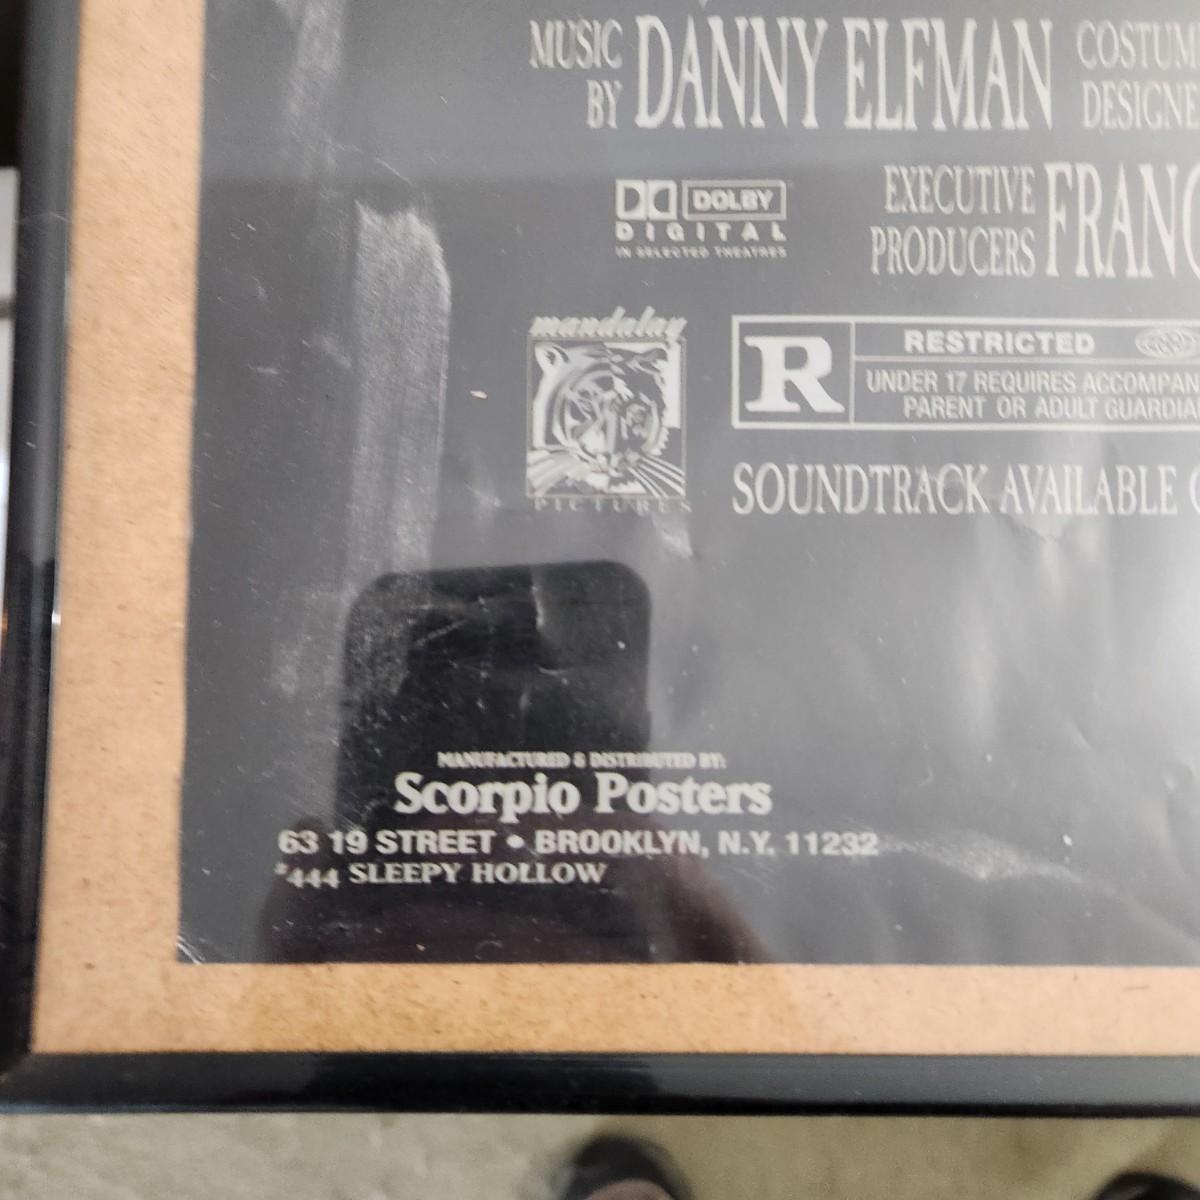 MUSIC BY DANNY ELFMAN COSTUM
DESIGNE
DOLBY
DIGITAL
IN SELECTED THEATRES
EXECUTIVE PRODUCERS FRANC
mandalay
PICTURES
R
RESTRICTED
UNDER 17 REQUIRES ACCOMPAN
PARENT OR ADULT GUARDIA
SOUNDTRACK AVAILABLE
MANUFACTURED & DISTRIBUTED BY:
Scorpio Posters
63 19 STREET • BROOKLYN, N.Y. 11232
#444 SLEEPY HOLLOW